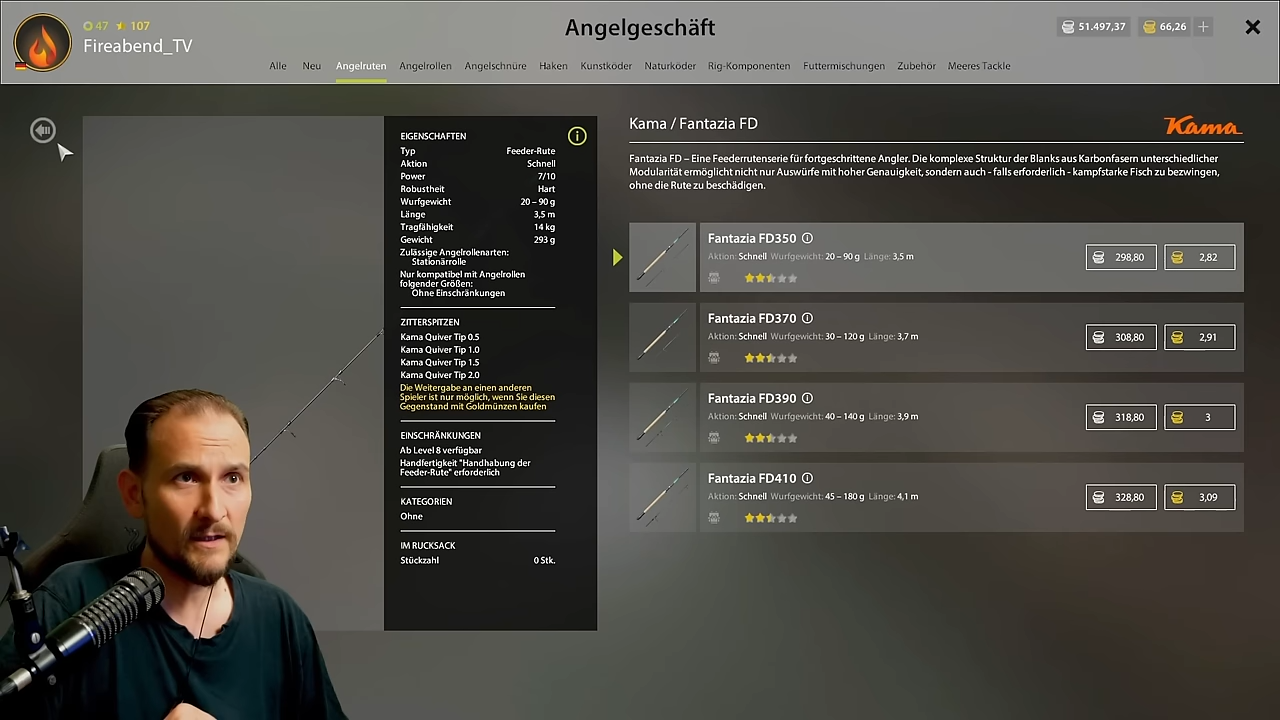 47 107
Fireabend_TV
Angelgeschäft
51.497,37 66,26 +
Alle Neu Angelruten Angelrollen Angelschnüre Haken Kunstköder Naturköder Rig-Komponenten Futtermischungen Zubehör Meeres Tackle
EIGENSCHAFTEN
Typ Feeder-Rute
Aktion Schnell
Power 7/10
Robustheit Hart
Wurfgewicht 20 – 90 g
Länge 3,5 m
Tragfähigkeit 14 kg
Gewicht 293 g
Zulässige Angelrollenarten:
Stationärrolle
Nur kompatibel mit Angelrollen
folgender Größen:
Ohne Einschränkungen
ZITTERSPITZEN
Kama Quiver Tip 0.5
Kama Quiver Tip 1.0
Kama Quiver Tip 1.5
Kama Quiver Tip 2.0
Die Weitergabe an einen anderen
Spieler ist nur möglich, wenn Sie diesen
Gegenstand mit Goldmünzen kaufen
EINSCHRÄNKUNGEN
Ab Level 8 verfügbar
Handfertigkeit "Handhabung der
Feeder-Rute" erforderlich
KATEGORIEN
Ohne
IM RUCKSACK
Stückzahl 0 Stk.
Kama / Fantazia FD
Kama
Fantazia FD – Eine Feederrutenserie für fortgeschrittene Angler. Die komplexe Struktur der Blanks aus Karbonfasern unterschiedlicher
Modularität ermöglicht nicht nur Auswürfe mit hoher Genauigkeit, sondern auch - falls erforderlich - kampfstarke Fisch zu bezwingen,
ohne die Rute zu beschädigen.
Fantazia FD350
Aktion: Schnell Wurfgewicht: 20 – 90 g Länge: 3,5 m
298,80 2,82
Fantazia FD370
Aktion: Schnell Wurfgewicht: 30 – 120 g Länge: 3,7 m
308,80 2,91
Fantazia FD390
Aktion: Schnell Wurfgewicht: 40 – 140 g Länge: 3,9 m
318,80 3
Fantazia FD410
Aktion: Schnell Wurfgewicht: 45 – 180 g Länge: 4,1 m
328,80 3,09